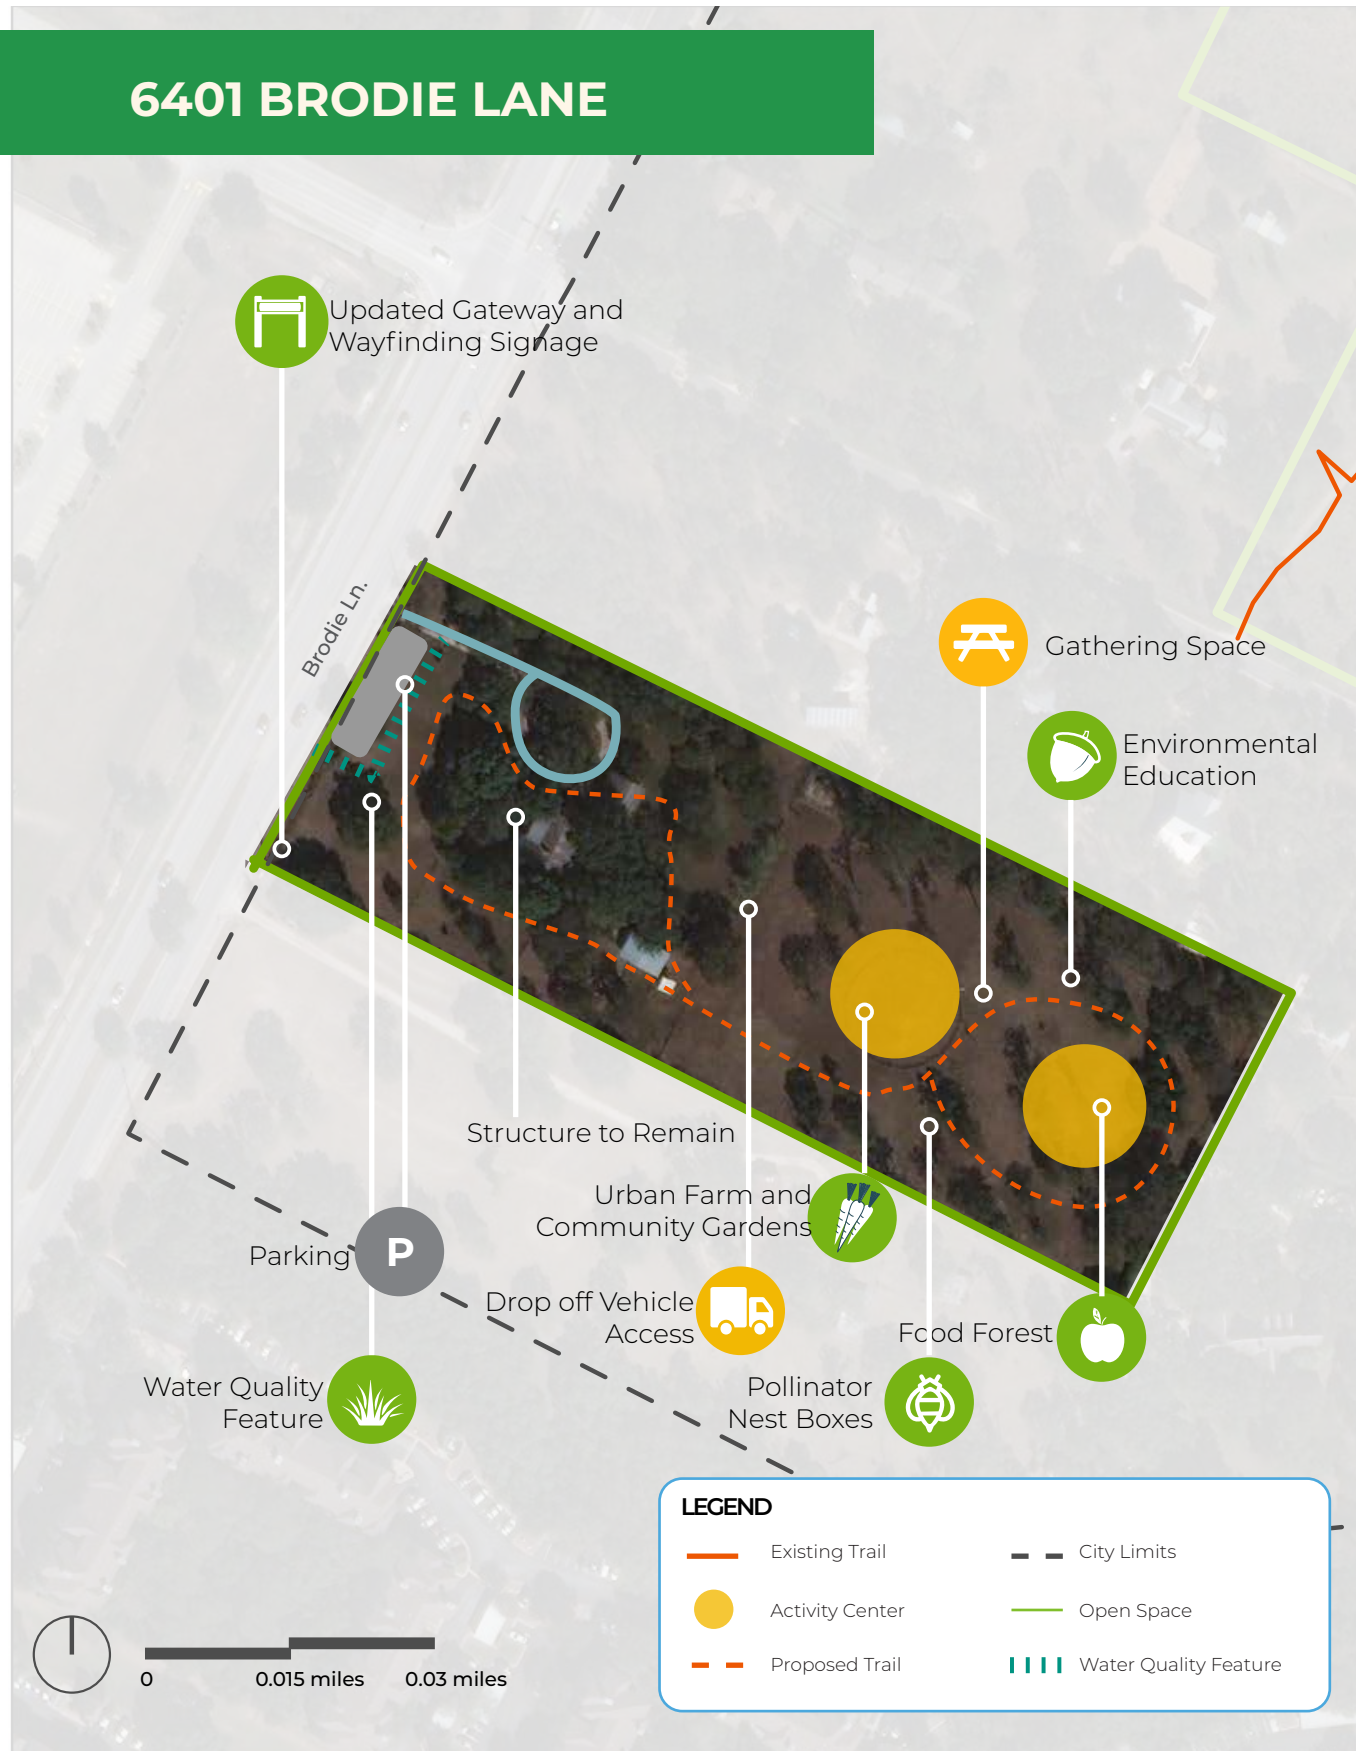 6401 BRODIE LANE
Updated Gateway and
Wayfinding Signage
Brodie Ln.
Gathering Space
Environmental
Education
Structure to Remain
Urban Farm and
Community Gardens
Parking
P
Drop off Vehicle
Access
Food Forest
Water Quality
Feature
Pollinator
Nest Boxes
LEGEND
Existing Trail
City Limits
Activity Center
Open Space
Proposed Trail
Water Quality Feature
0
0.015 miles
0.03 miles